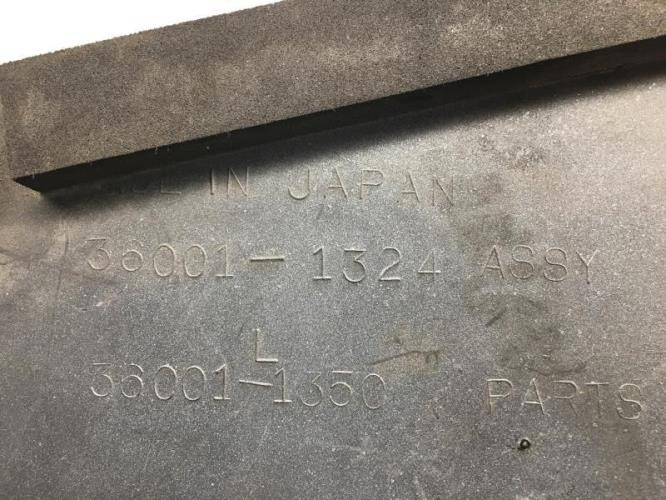 IN JAPAN
36001-1324 ASSY
L
36001-1350 PARTS